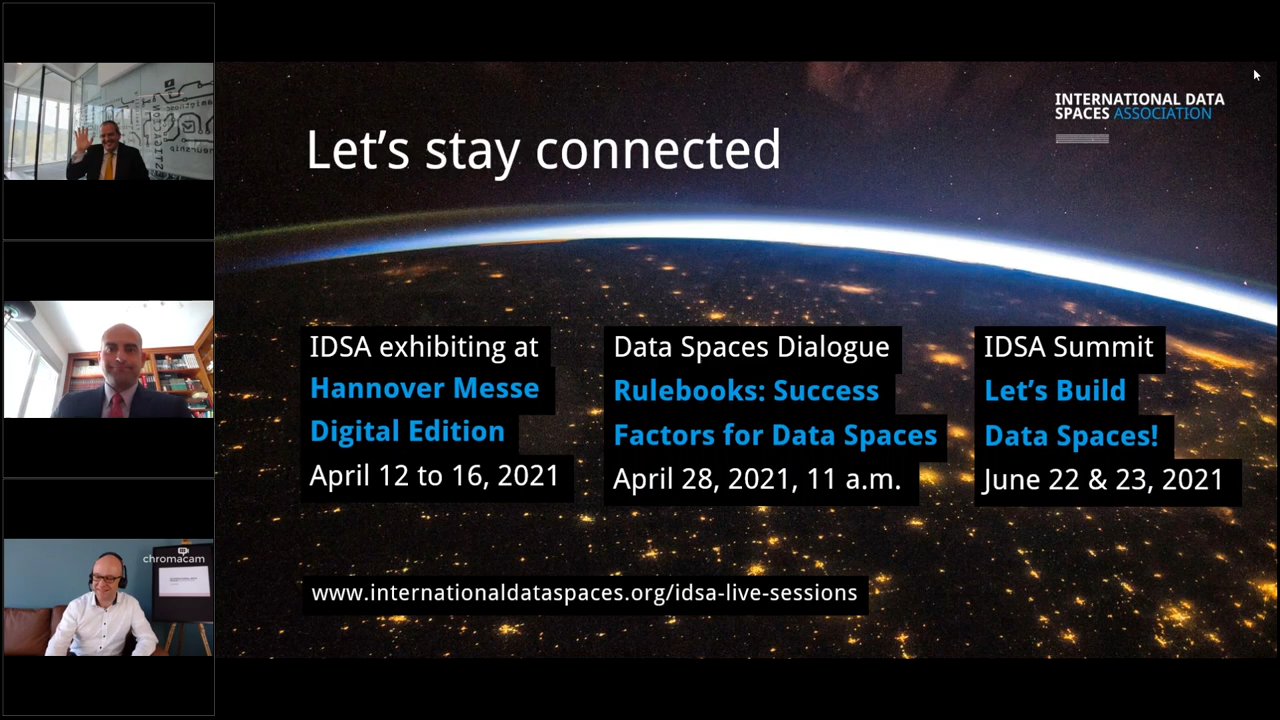 Let’s stay connected
INTERNATIONAL DATA
SPACES ASSOCIATION
IDSA exhibiting at
Hannover Messe
Digital Edition
April 12 to 16, 2021
Data Spaces Dialogue
Rulebooks: Success
Factors for Data Spaces
April 28, 2021, 11 a.m.
IDSA Summit
Let’s Build
Data Spaces!
June 22 & 23, 2021
www.internationaldataspaces.org/idsa-live-sessions
chromacam